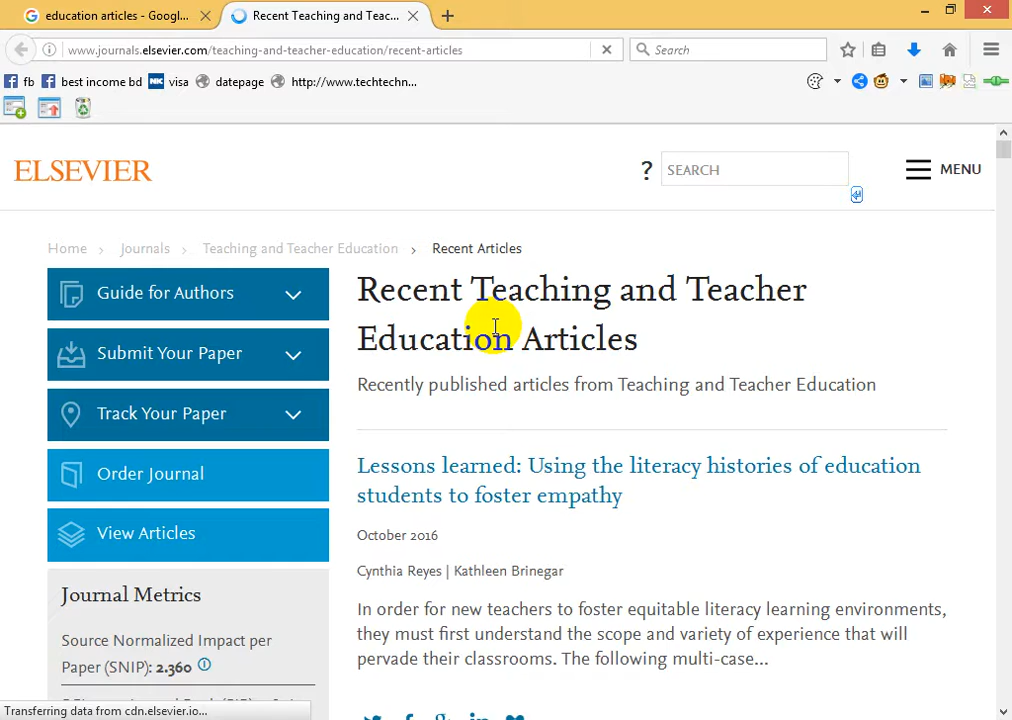 education articles - Googl...
Recent Teaching and Teac...
www.journals.elsevier.com/teaching-and-teacher-education/recent-articles
Search
fb
best income bd
NK visa
datepage
http://www.techtechn...
ELSEVIER
?
SEARCH
MENU
Home > Journals > Teaching and Teacher Education > Recent Articles
Guide for Authors
Submit Your Paper
Track Your Paper
Order Journal
View Articles
Journal Metrics
Source Normalized Impact per
Paper (SNIP): 2.360
Recent Teaching and Teacher
Education Articles
Recently published articles from Teaching and Teacher Education
Lessons learned: Using the literacy histories of education
students to foster empathy
October 2016
Cynthia Reyes | Kathleen Brinegar
In order for new teachers to foster equitable literacy learning environments,
they must first understand the scope and variety of experience that will
pervade their classrooms. The following multi-case...
Transferring data from cdn.elsevier.io...